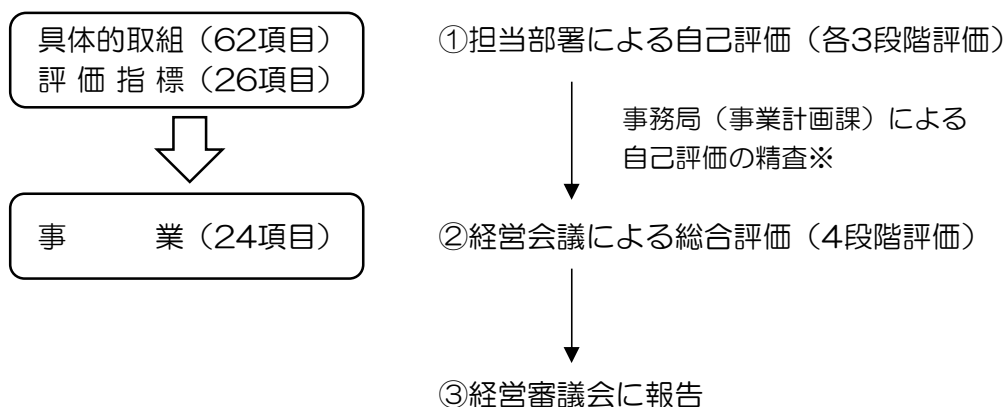 具体的取組（62項目）
評価指標（26項目）
事　　　業（24項目）
①担当部署による自己評価（各3段階評価）
事務局（事業計画課）による
自己評価の精査※
②経営会議による総合評価（4段階評価）
③経営審議会に報告